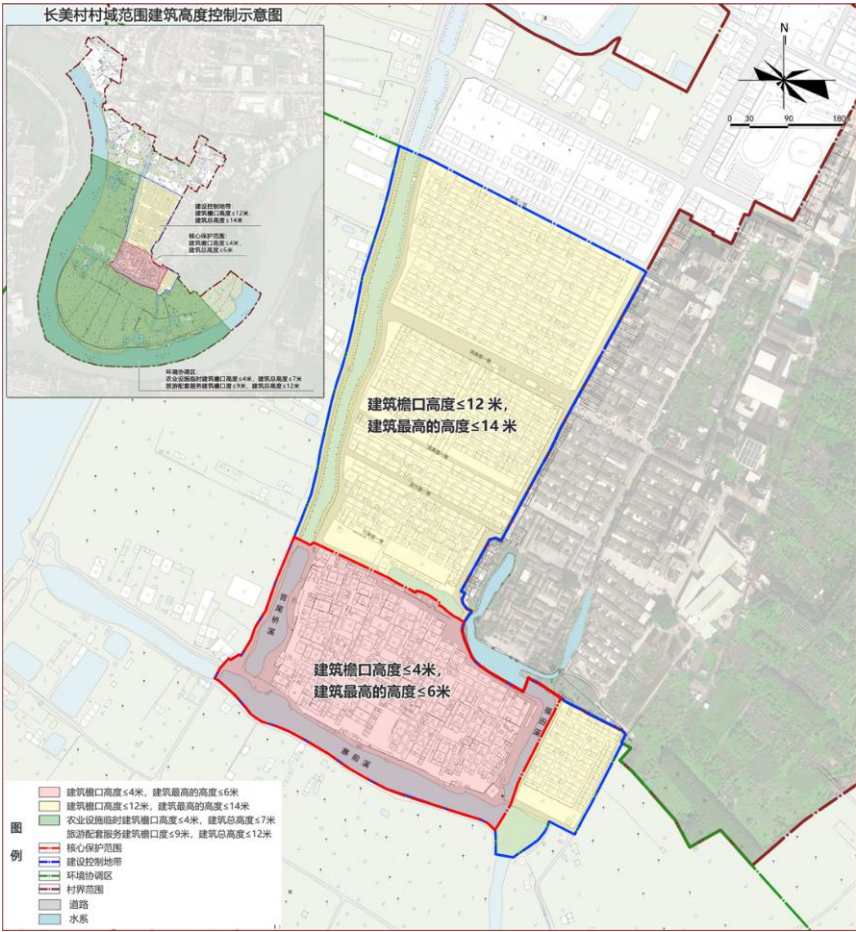 长美村村域范围建筑高度控制示意图
N
0 30 90 180米
建设控制地带:
建筑檐口高度≤12米,
建筑总高度≤14米
核心保护范围:
建筑檐口高度≤4米,
建筑总高度≤6米
环境协调区:
农业设施临时建筑檐口高度≤4米,建筑总高度≤7米
旅游配套服务建筑檐口度≤9米,建筑总高度≤12米
建筑檐口高度≤12 米,
建筑最高的高度≤14 米
官尾桥溪
建筑檐口高度≤4米,
建筑最高的高度≤6米
寨前溪
图例
建筑檐口高度≤4米,建筑最高的高度≤6米
建筑檐口高度≤12米,建筑最高的高度≤14米
农业设施临时建筑檐口高度≤4米,建筑总高度≤7米
旅游配套服务建筑檐口度≤9米,建筑总高度≤12米
核心保护范围
建设控制地带
环境协调区
村界范围
道路
水系